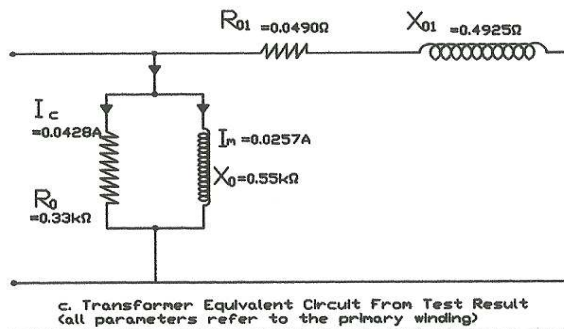 R01 =0.0490Ω
X01 =0.4925Ω
Ic
=0.0428A
Im =0.0257A
X0 =0.55kΩ
R0
=0.33kΩ
c. Transformer Equivalent Circuit From Test Result
(all parameters refer to the primary winding)